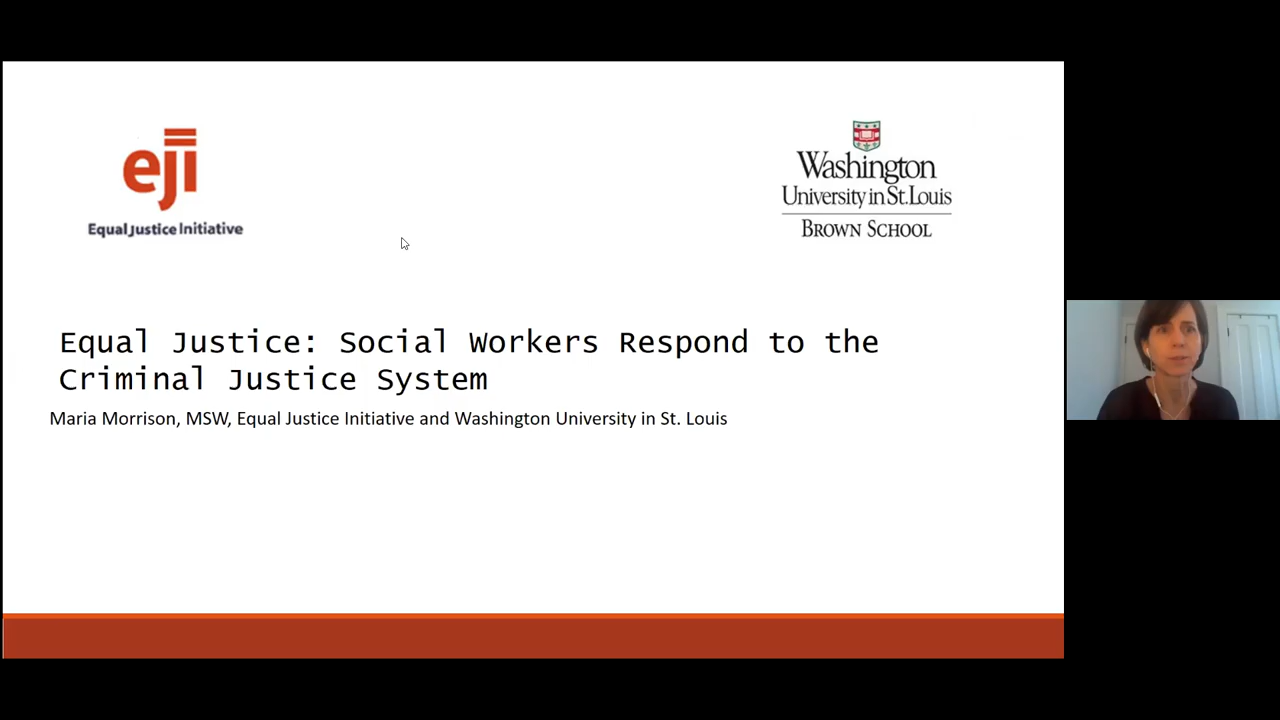 eji
Equal Justice Initiative
Washington
University in St. Louis
BROWN SCHOOL
Equal Justice: Social Workers Respond to the
Criminal Justice System
Maria Morrison, MSW, Equal Justice Initiative and Washington University in St. Louis